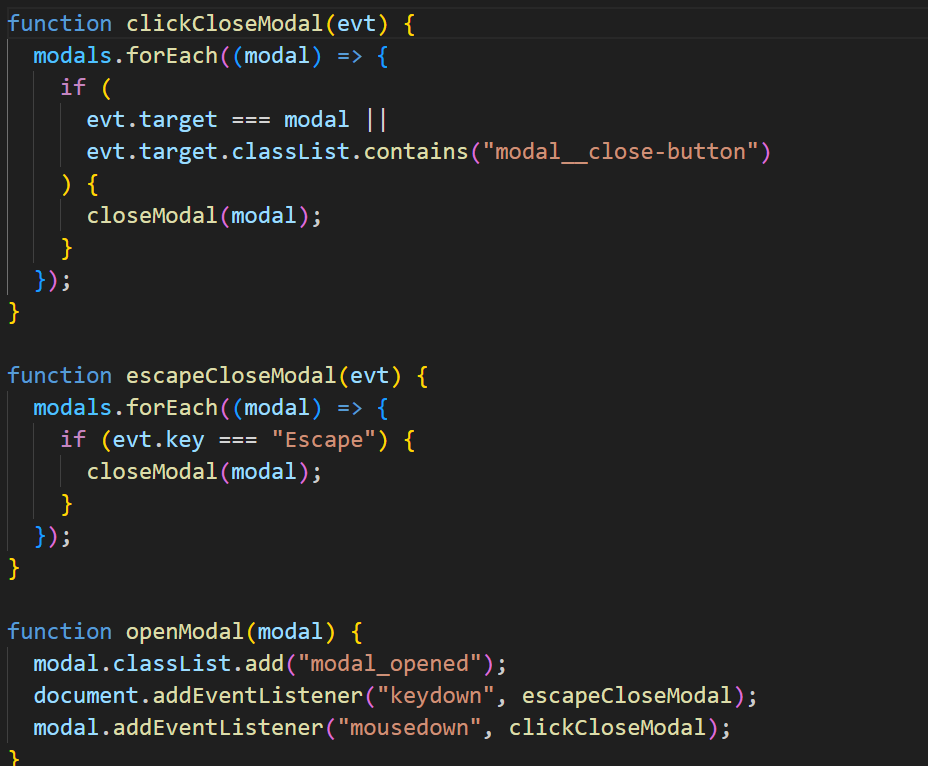 function clickCloseModal(evt) {
  modals.forEach((modal) => {
    if (
      evt.target === modal ||
      evt.target.classList.contains("modal__close-button")
    ) {
      closeModal(modal);
    }
  });
}

function escapeCloseModal(evt) {
  modals.forEach((modal) => {
    if (evt.key === "Escape") {
      closeModal(modal);
    }
  });
}

function openModal(modal) {
  modal.classList.add("modal_opened");
  document.addEventListener("keydown", escapeCloseModal);
  modal.addEventListener("mousedown", clickCloseModal);
}